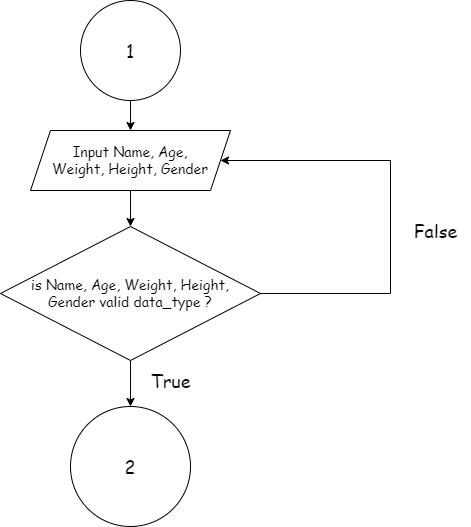 1
Input Name, Age,
Weight, Height, Gender
False
is Name, Age, Weight, Height,
Gender valid data_type ?
True
2